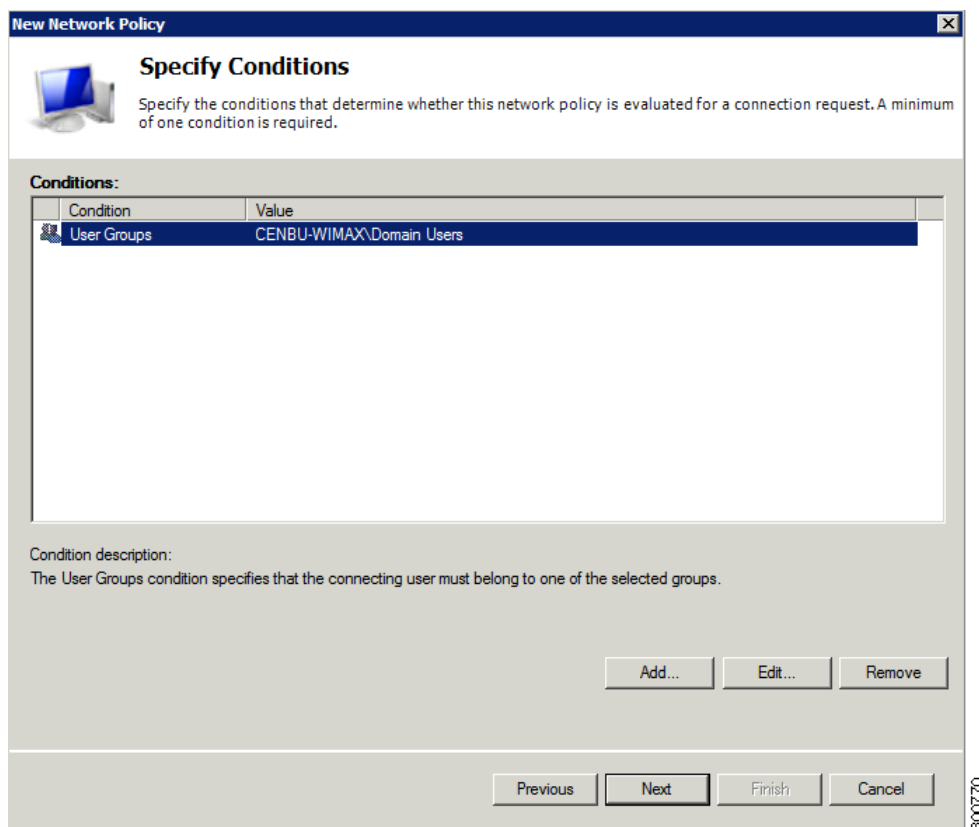 New Network Policy
Specify Conditions
Specify the conditions that determine whether this network policy is evaluated for a connection request. A minimum
of one condition is required.
Conditions:
Condition Value
User Groups CENBU-WIMAX\Domain Users
Condition description:
The User Groups condition specifies that the connecting user must belong to one of the selected groups.
Add... Edit... Remove
Previous Next Finish Cancel